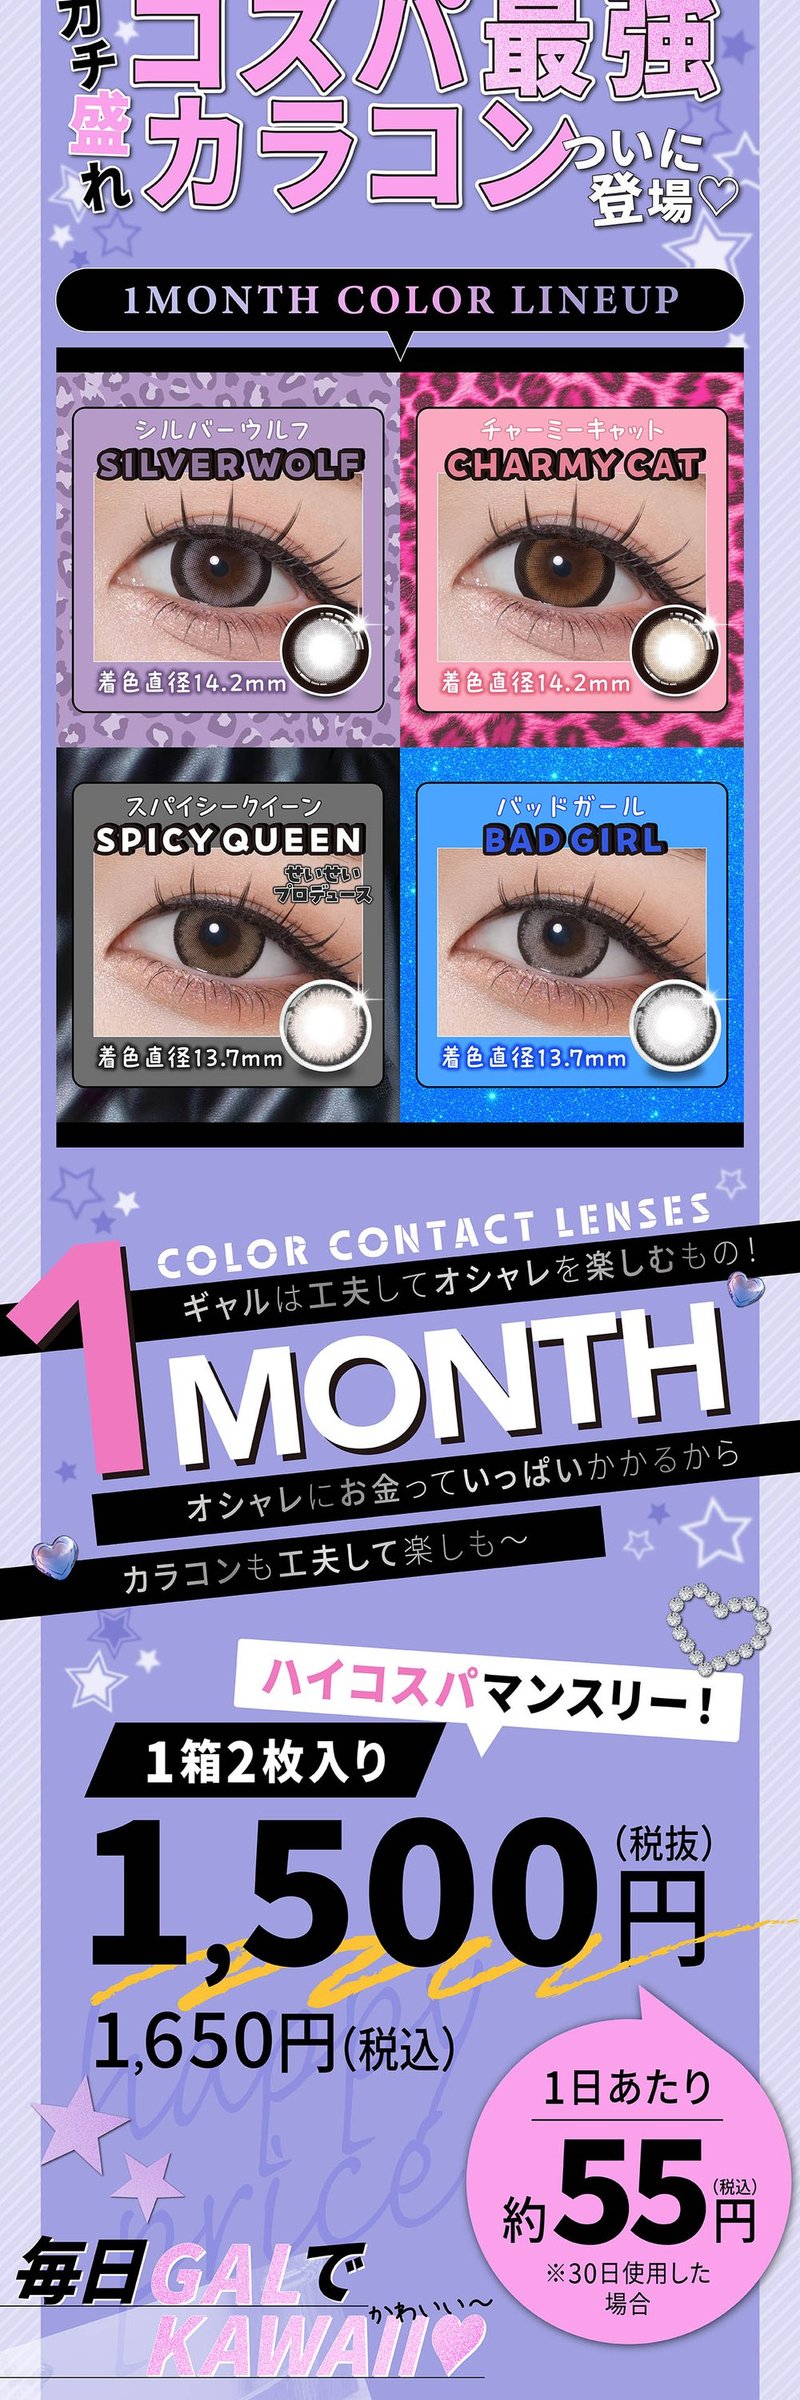 ガチ盛れ
コスパ最強
カラコン
ついに
登場♡
1MONTH COLOR LINEUP
シルバーウルフ
SILVER WOLF
着色直径14.2mm
チャーミーキャット
CHARMY CAT
着色直径14.2mm
スパイシークイーン
SPICY QUEEN
せいせい
プロデュース
着色直径13.7mm
バッドガール
BAD GIRL
着色直径13.7mm
COLOR CONTACT LENSES
ギャルは工夫してオシャレを楽しむもの!
1MONTH
オシャレにお金っていっぱいかかるから
カラコンも工夫して楽しも〜
ハイコスパマンスリー!
1箱2枚入り
1,500円(税抜)
1,650円(税込)
happy
price
1日あたり
約55円(税込)
※30日使用した
場合
毎日GALで
かわいい〜
KAWAII♥